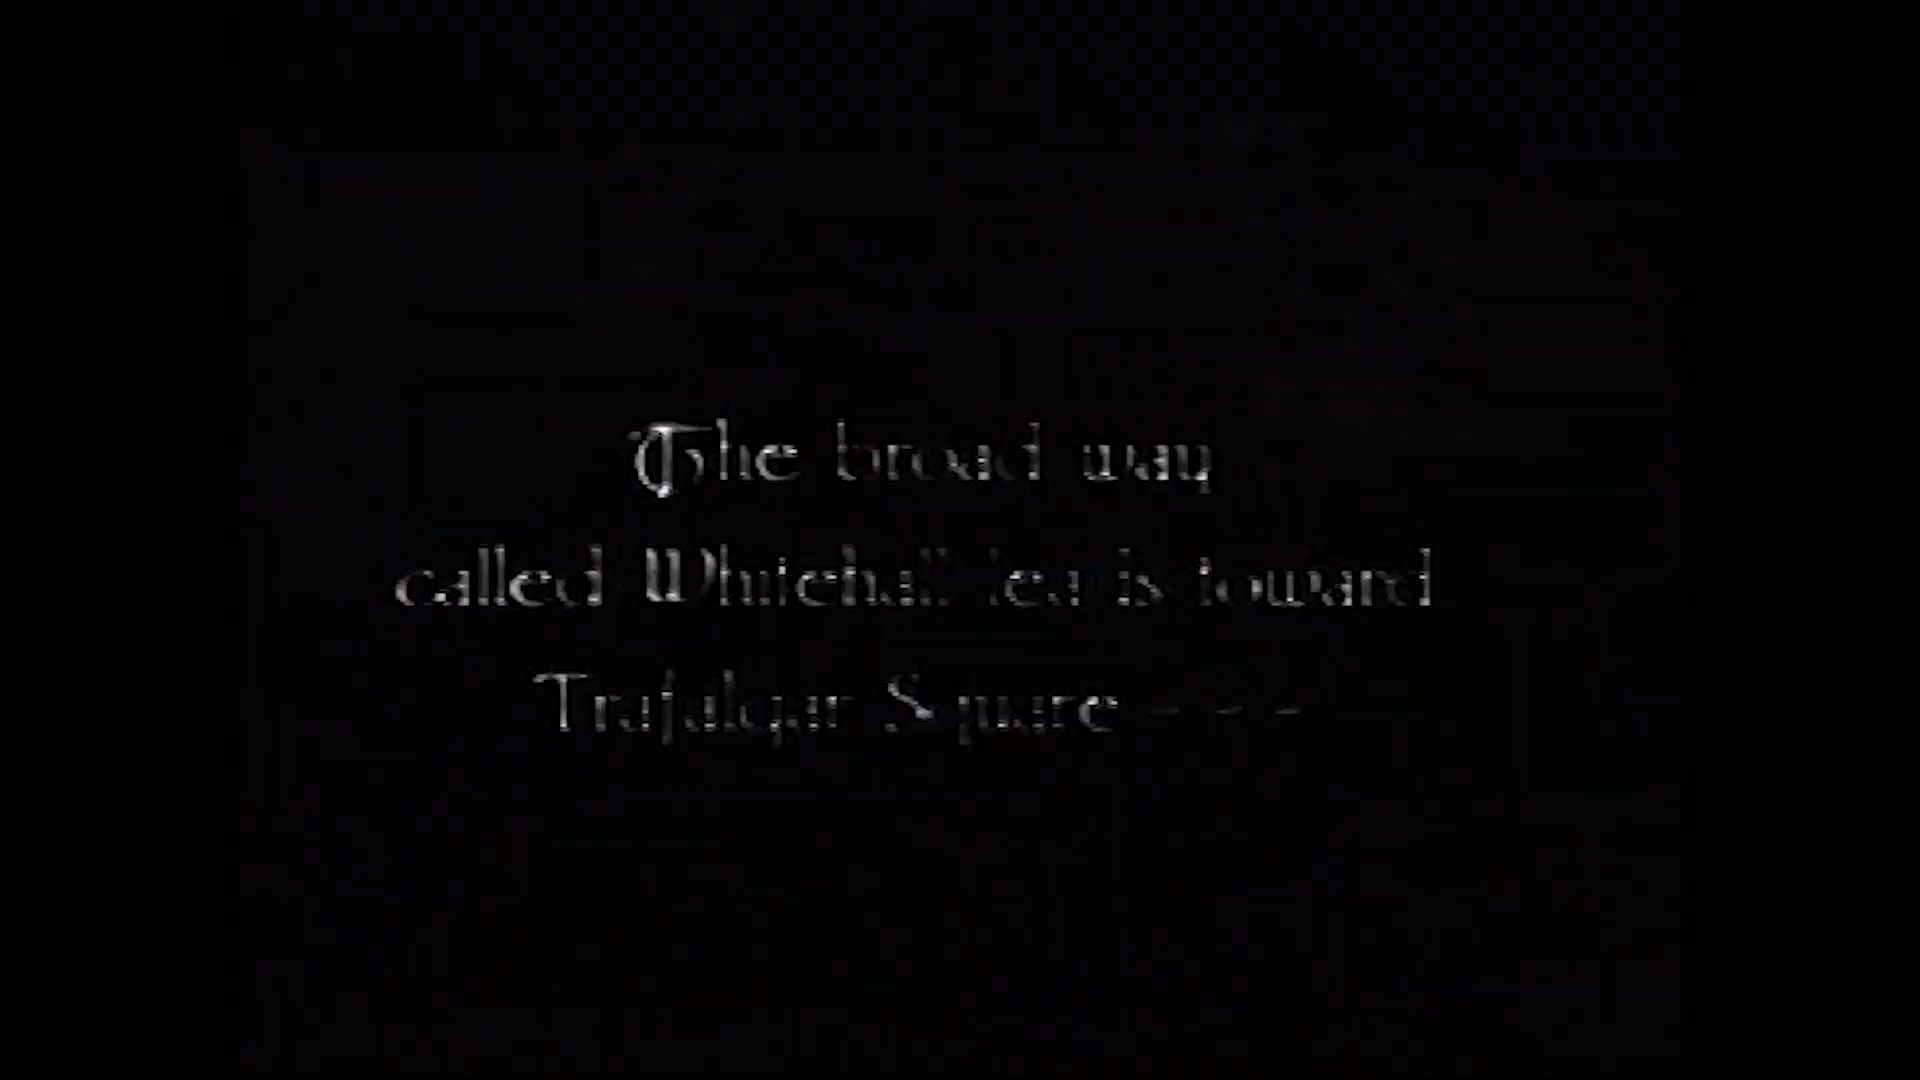 The broad way
called Whitehall leads toward
Trafalgar Square - - -